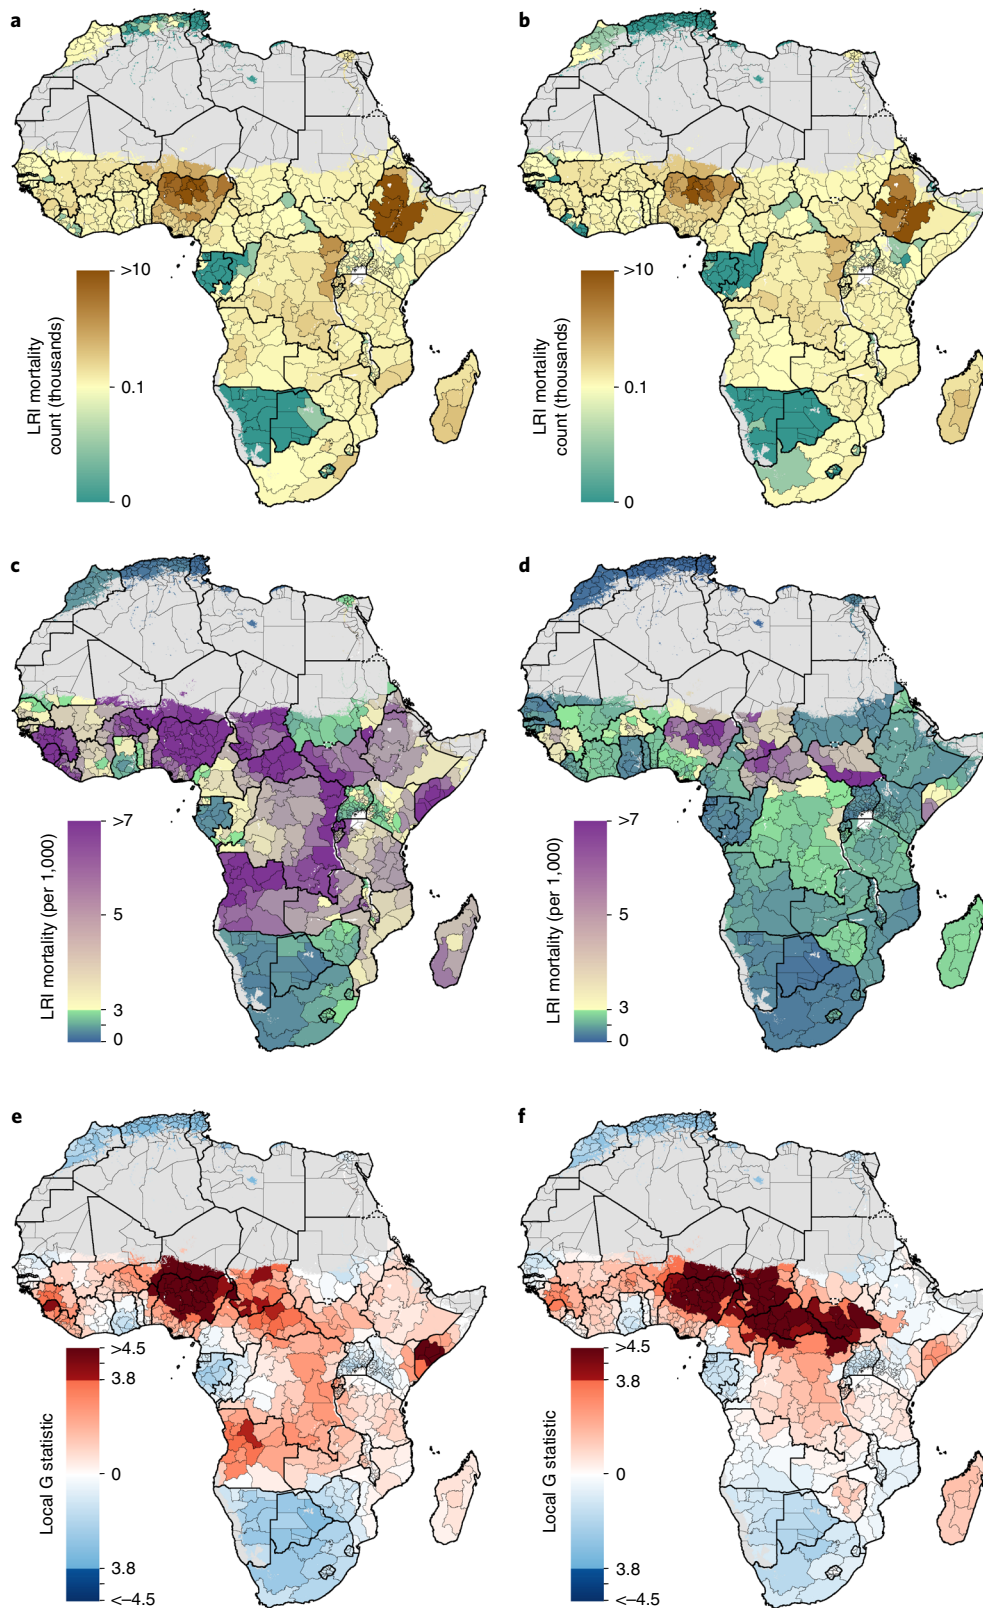 a
b
>10
0.1
0
LRI mortality
count (thousands)
>10
0.1
0
LRI mortality
count (thousands)
c
d
>7
5
3
0
LRI mortality (per 1,000)
>7
5
3
0
LRI mortality (per 1,000)
e
f
>4.5
3.8
0
3.8
<–4.5
Local G statistic
>4.5
3.8
0
3.8
<–4.5
Local G statistic